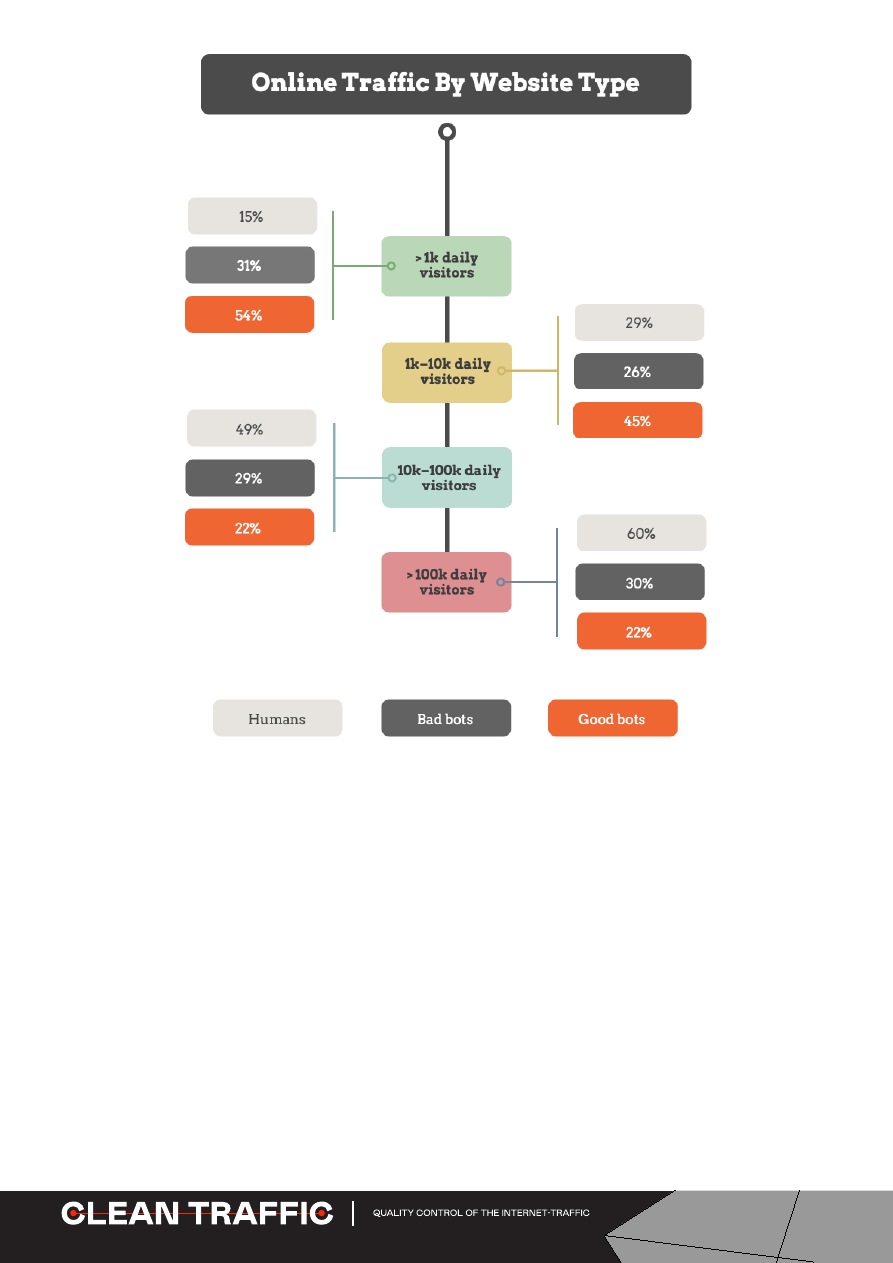 Online Traffic By Website Type
15%
31%
54%
>1k daily
visitors
1k–10k daily
visitors
29%
26%
45%
49%
29%
22%
10k–100k daily
visitors
>100k daily
visitors
60%
30%
22%
Humans
Bad bots
Good bots
CLEAN TRAFFIC
QUALITY CONTROL OF THE INTERNET-TRAFFIC